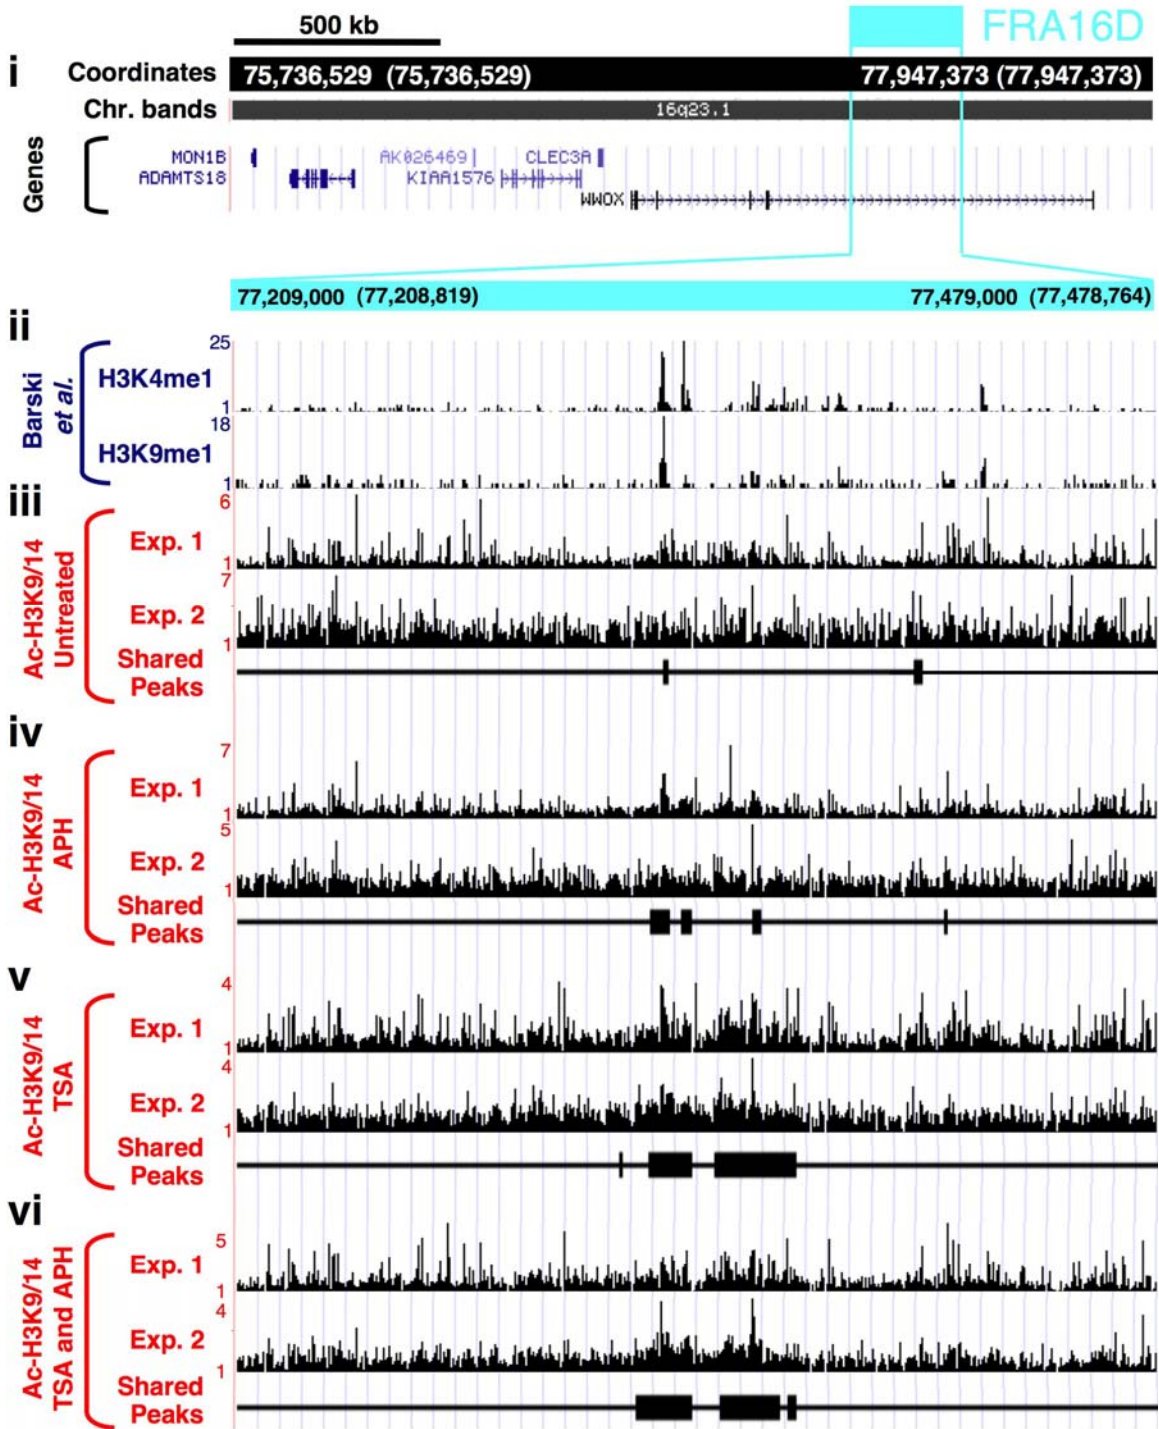 500 kb
FRA16D
i
Coordinates
75,736,529 (75,736,529)
77,947,373 (77,947,373)
Chr. bands
16q23.1
Genes
MON1B
AK026469
CLEC3A
ADAMTS18
KIAA1576
WWOX
77,209,000 (77,208,819)
77,479,000 (77,478,764)
ii
Barski
et al.
25
H3K4me1
1
18
H3K9me1
1
iii
Ac-H3K9/14
Untreated
6
Exp. 1
1
7
Exp. 2
1
Shared
Peaks
iv
Ac-H3K9/14
APH
7
Exp. 1
1
5
Exp. 2
1
Shared
Peaks
v
Ac-H3K9/14
TSA
4
Exp. 1
1
4
Exp. 2
1
Shared
Peaks
vi
Ac-H3K9/14
TSA and APH
5
Exp. 1
1
4
Exp. 2
1
Shared
Peaks